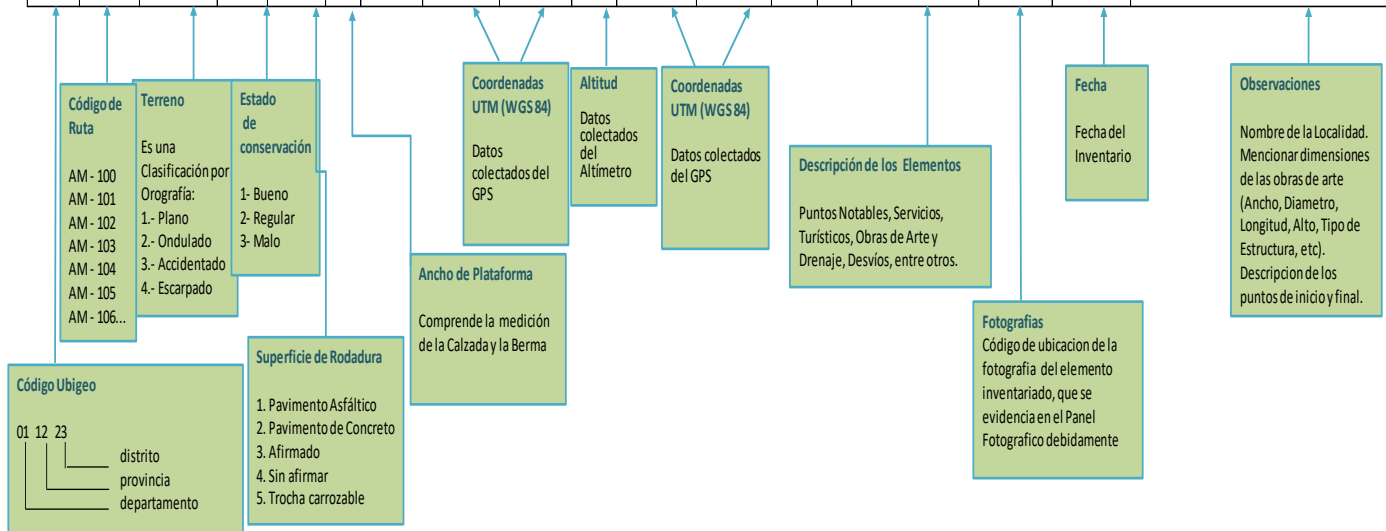 Código de
Ruta
AM - 100
AM - 101
AM - 102
AM - 103
AM - 104
AM - 105
AM - 106...
Terreno
Es una
Clasificación por
Orografía:
1.- Plano
2.- Ondulado
3.- Accidentado
4.- Escarpado
Estado
de
conservación
1- Bueno
2- Regular
3- Malo
Coordenadas
UTM (WGS 84)
Datos
colectados del
GPS
Altitud
Datos
colectados
del
Altímetro
Coordenadas
UTM (WGS 84)
Datos colectados
del GPS
Descripción de los Elementos
Puntos Notables, Servicios,
Turísticos, Obras de Arte y
Drenaje, Desvíos, entre otros.
Fecha
Fecha del
Inventario
Observaciones
Nombre de la Localidad.
Mencionar dimensiones
de las obras de arte
(Ancho, Diametro,
Longitud, Alto, Tipo de
Estructura, etc).
Descripcion de los
puntos de inicio y final.
Ancho de Plataforma
Comprende la medición
de la Calzada y la Berma
Fotografias
Código de ubicacion de la
fotografia del elemento
inventariado, que se
evidencia en el Panel
Fotografico debidamente
Superficie de Rodadura
1. Pavimento Asfáltico
2. Pavimento de Concreto
3. Afirmado
4. Sin afirmar
5. Trocha carrozable
Código Ubigeo
01 12 23
distrito
provincia
departamento